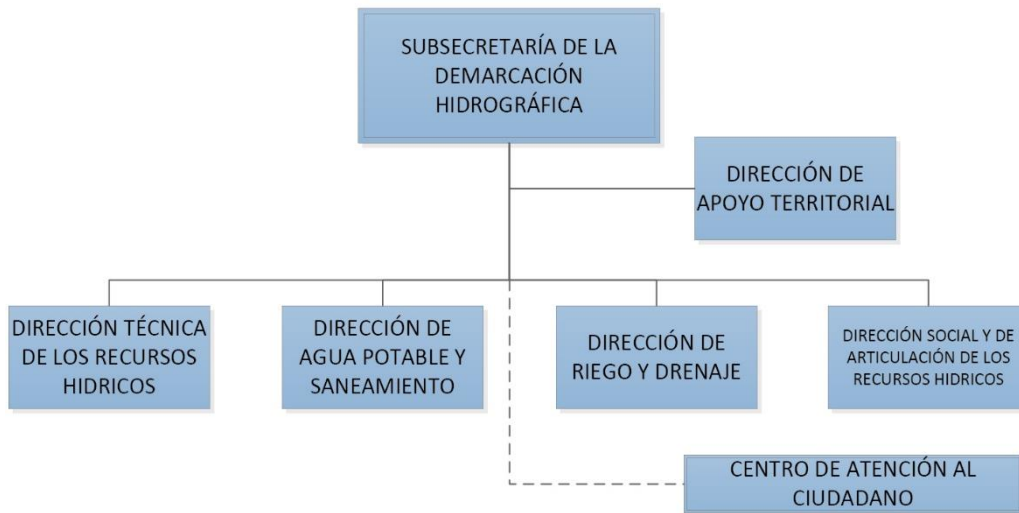 SUBSECRETARÍA DE LA
DEMARCACIÓN
HIDROGRÁFICA
DIRECCIÓN DE
APOYO TERRITORIAL
DIRECCIÓN TÉCNICA
DE LOS RECURSOS
HIDRICOS
DIRECCIÓN DE
AGUA POTABLE Y
SANEAMIENTO
DIRECCIÓN DE
RIEGO Y DRENAJE
DIRECCIÓN SOCIAL Y DE
ARTICULACIÓN DE LOS
RECURSOS HIDRICOS
CENTRO DE ATENCIÓN AL
CIUDADANO